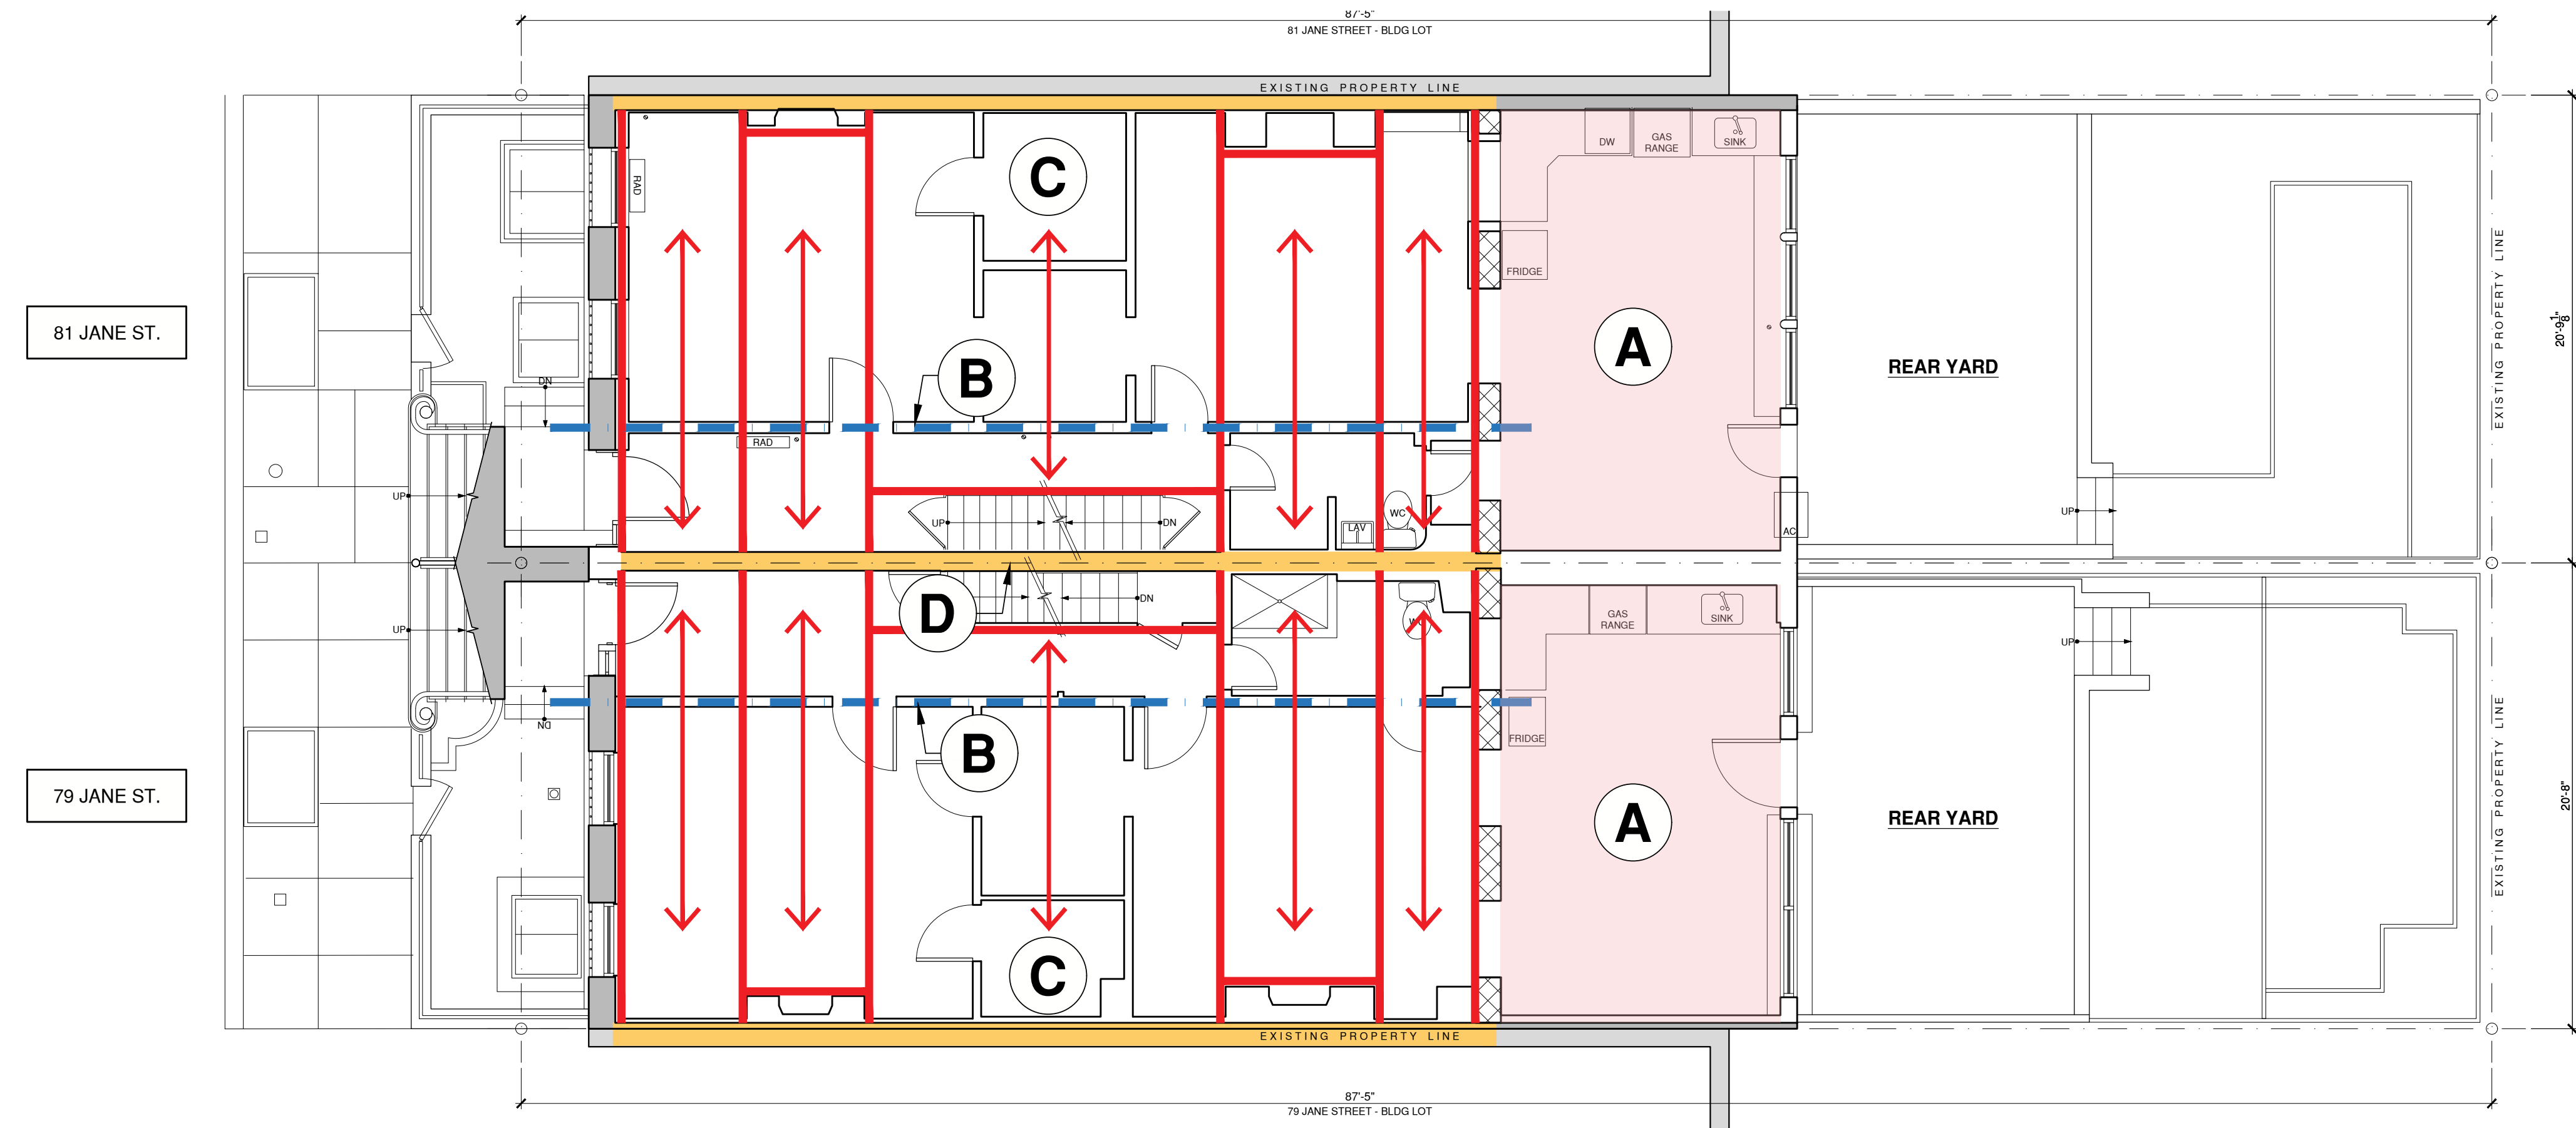 87'-5"
81 JANE STREET - BLDG LOT
EXISTING PROPERTY LINE
DW
GAS
RANGE
SINK
C
RAD
FRIDGE
81 JANE ST.
A
B
REAR YARD
EXISTING PROPERTY LINE
20'-9 1/8"
DN
RAD
UP
UP
DN
WC
LAV
UP
AC
DN
D
GAS
RANGE
SINK
UP
UP
DN
FRIDGE
B
79 JANE ST.
A
REAR YARD
EXISTING PROPERTY LINE
20'-8"
C
EXISTING PROPERTY LINE
87'-5"
79 JANE STREET - BLDG LOT